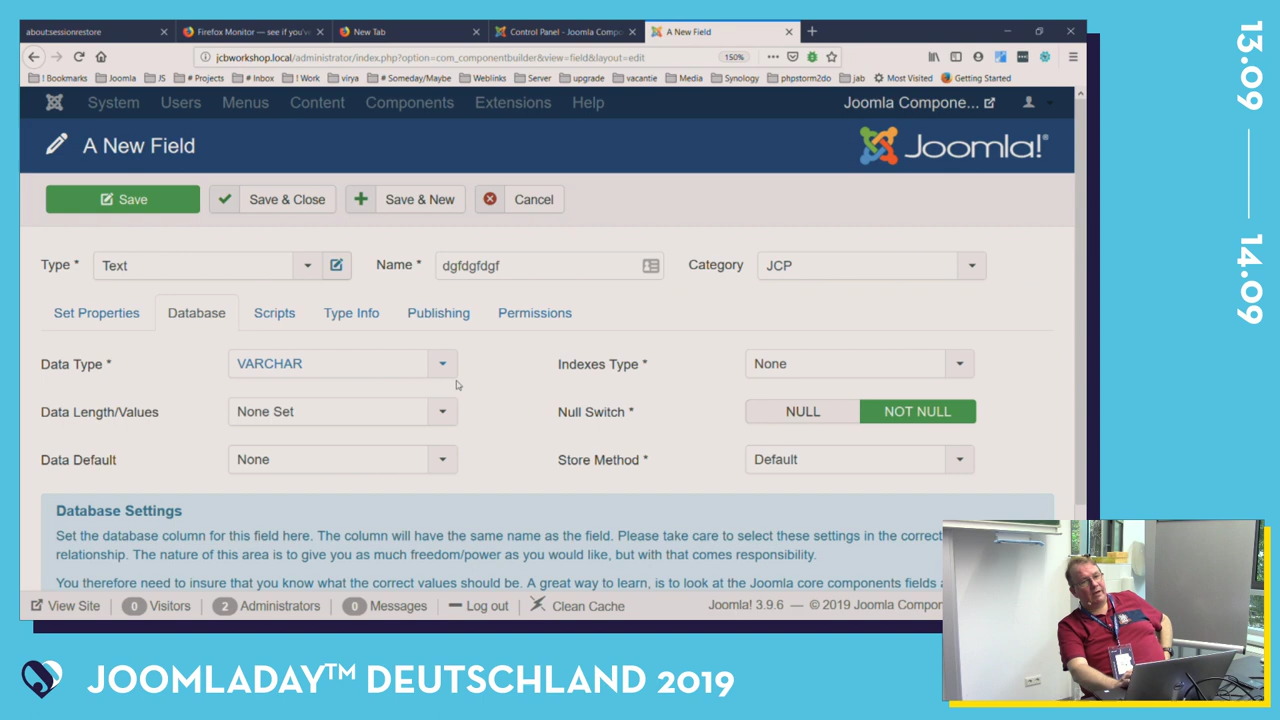 about:sessionrestore
Firefox Monitor — see if you've
New Tab
Control Panel - Joomla Compone
A New Field
jcbworkshop.local/administrator/index.php?option=com_componentbuilder&view=field&layout=edit
150%
! Bookmarks
Joomla
JS
# Projects
# Inbox
! Work
virya
# Someday/Maybe
Weblinks
Server
upgrade
vacantie
Media
Synology
phpstorm2do
jab
Most Visited
Getting Started
System Users Menus Content Components Extensions Help
Joomla Compone...
A New Field
Joomla!®
Save
Save & Close
Save & New
Cancel
Type * Text
Name * dgfdgfdgf
Category JCP
Set Properties Database Scripts Type Info Publishing Permissions
Data Type * VARCHAR
Indexes Type * None
Data Length/Values None Set
Null Switch * NULL NOT NULL
Data Default None
Store Method * Default
Database Settings
Set the database column for this field here. The column will have the same name as the field. Please take care to select these settings in the correct
relationship. The nature of this area is to give you as much freedom/power as you would like, but with that comes responsibility.
You therefore need to insure that you know what the correct values should be. A great way to learn, is to look at the Joomla core components fields
View Site 0 Visitors 2 Administrators 0 Messages Log out Clean Cache
Joomla! 3.9.6 — © 2019 Joomla Compo
13.09
14.09
JOOMLADAY™ DEUTSCHLAND 2019